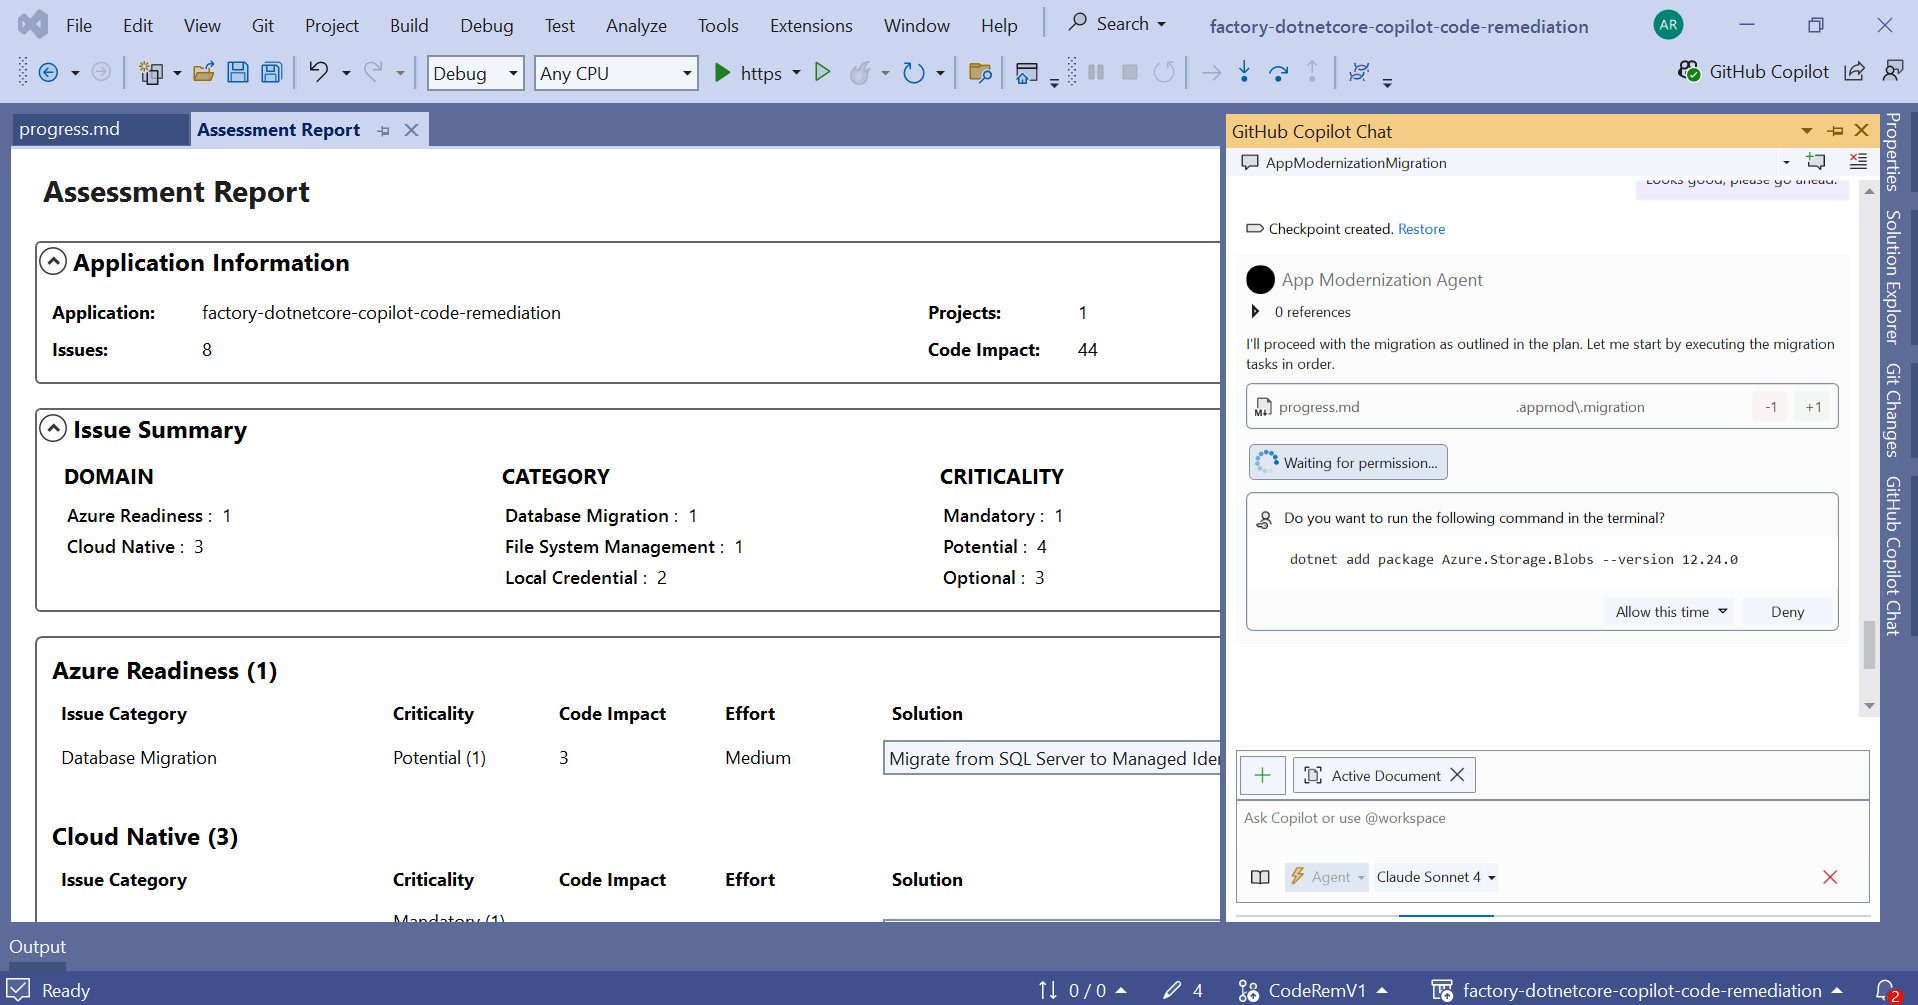 File Edit View Git Project Build Debug Test Analyze Tools Extensions Window Help Search factory-dotnetcore-copilot-code-remediation AR
Debug Any CPU https GitHub Copilot
progress.md Assessment Report
Assessment Report
Application Information
Application: factory-dotnetcore-copilot-code-remediation Projects: 1
Issues: 8 Code Impact: 44
Issue Summary
DOMAIN CATEGORY CRITICALITY
Azure Readiness : 1 Database Migration : 1 Mandatory : 1
Cloud Native : 3 File System Management : 1 Potential : 4
Local Credential : 2 Optional : 3
Azure Readiness (1)
Issue Category Criticality Code Impact Effort Solution
Database Migration Potential (1) 3 Medium Migrate from SQL Server to Managed Iden
Cloud Native (3)
Issue Category Criticality Code Impact Effort Solution
Mandatory (1)
GitHub Copilot Chat
AppModernizationMigration
Looks good, please go ahead.
Checkpoint created. Restore
App Modernization Agent
0 references
I'll proceed with the migration as outlined in the plan. Let me start by executing the migration
tasks in order.
M↓ progress.md .appmod\.migration -1 +1
Waiting for permission...
Do you want to run the following command in the terminal?
dotnet add package Azure.Storage.Blobs --version 12.24.0
Allow this time Deny
Active Document
Ask Copilot or use @workspace
Agent Claude Sonnet 4
Properties
Solution Explorer
Git Changes
GitHub Copilot Chat
Output
Ready 0 / 0 4 CodeRemV1 factory-dotnetcore-copilot-code-remediation 2